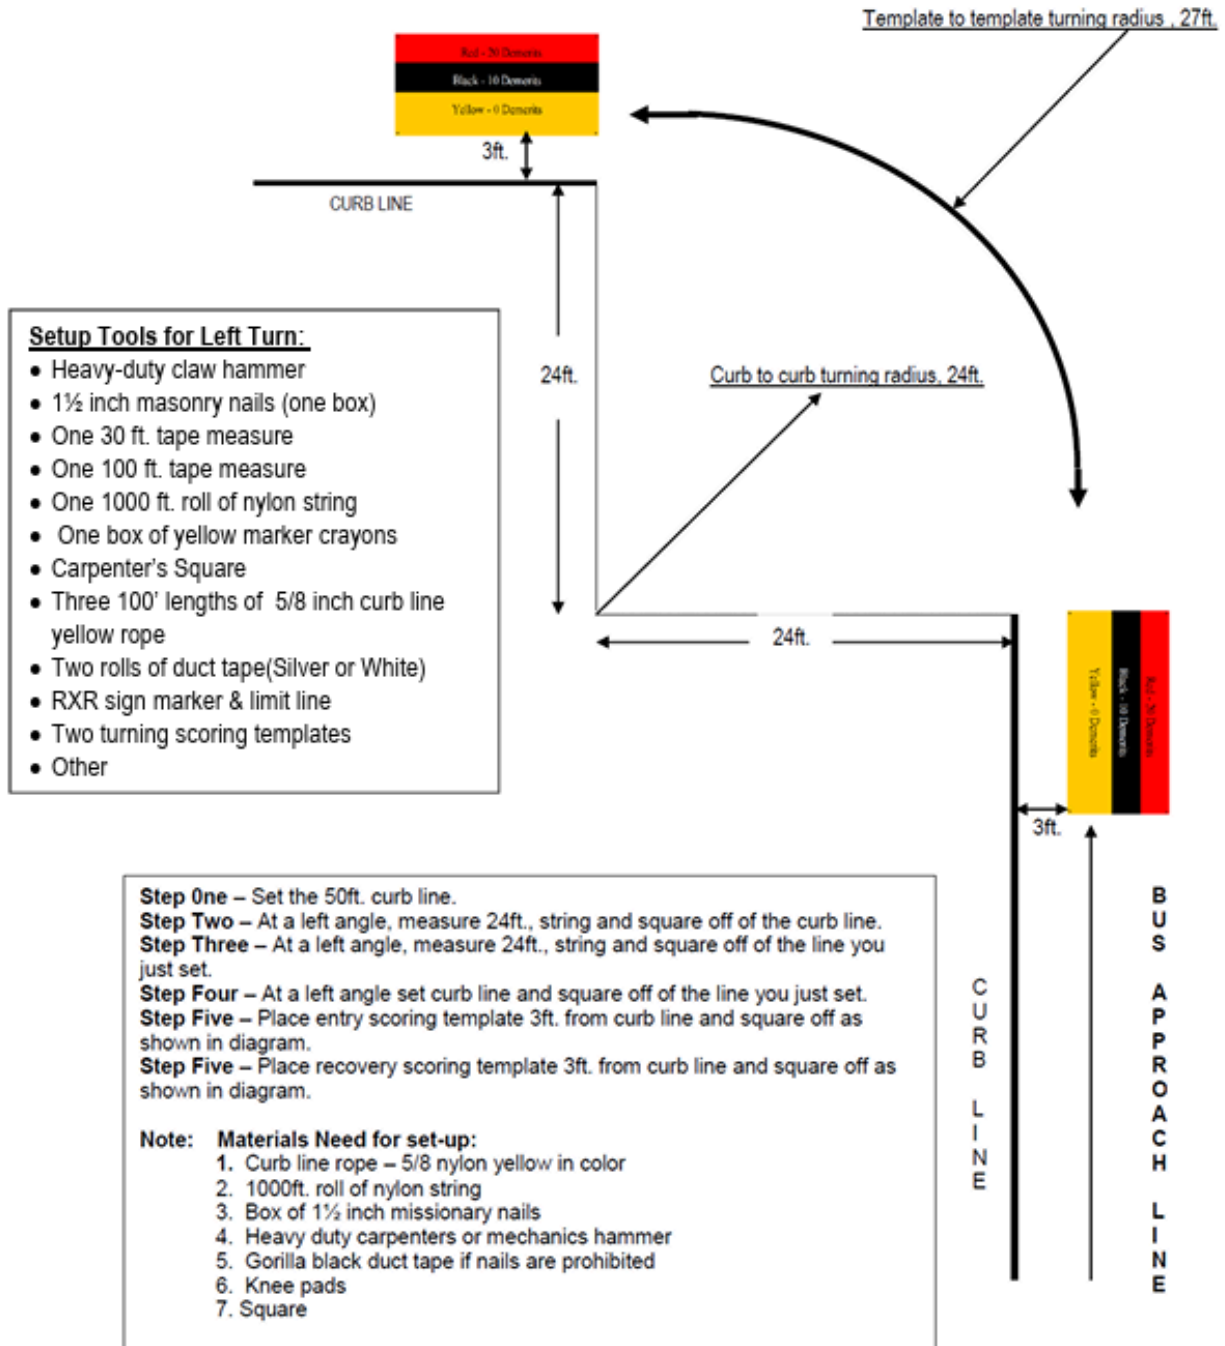 Template to template turning radius , 27ft.
Red - 20 Demerits
Black - 10 Demerits
Yellow - 0 Demerits
3ft.
CURB LINE
24ft.
Curb to curb turning radius, 24ft.
Setup Tools for Left Turn:
• Heavy-duty claw hammer
• 1½ inch masonry nails (one box)
• One 30 ft. tape measure
• One 100 ft. tape measure
• One 1000 ft. roll of nylon string
• One box of yellow marker crayons
• Carpenter's Square
• Three 100' lengths of 5/8 inch curb line
yellow rope
• Two rolls of duct tape(Silver or White)
• RXR sign marker & limit line
• Two turning scoring templates
• Other
24ft.
Yellow - 0 Demerits
Black - 10 Demerits
Red - 20 Demerits
3ft.
Step 0ne – Set the 50ft. curb line.
Step Two – At a left angle, measure 24ft., string and square off of the curb line.
Step Three – At a left angle, measure 24ft., string and square off of the line you
just set.
Step Four – At a left angle set curb line and square off of the line you just set.
Step Five – Place entry scoring template 3ft. from curb line and square off as
shown in diagram.
Step Five – Place recovery scoring template 3ft. from curb line and square off as
shown in diagram.
Note: Materials Need for set-up:
1. Curb line rope – 5/8 nylon yellow in color
2. 1000ft. roll of nylon string
3. Box of 1½ inch missionary nails
4. Heavy duty carpenters or mechanics hammer
5. Gorilla black duct tape if nails are prohibited
6. Knee pads
7. Square
CURB LINE
BUS APPROACH LINE